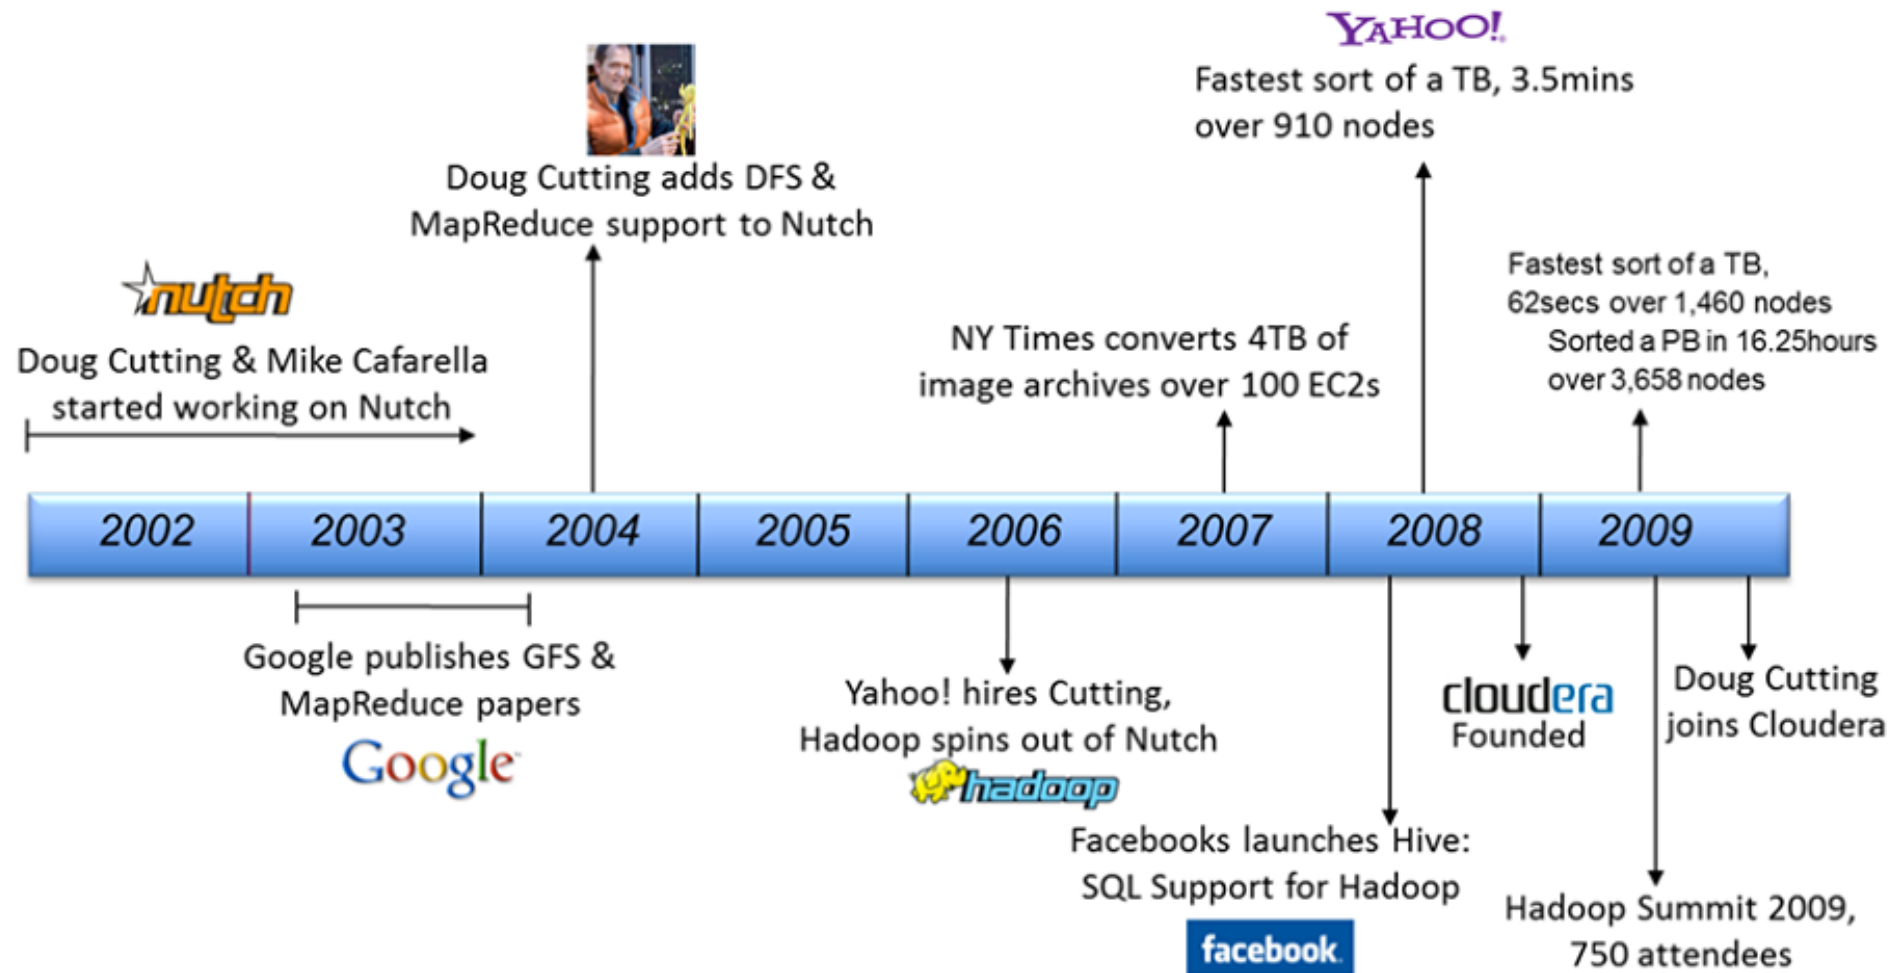 YAHOO!
Fastest sort of a TB, 3.5mins
over 910 nodes
Doug Cutting adds DFS &
MapReduce support to Nutch
nutch
Doug Cutting & Mike Cafarella
started working on Nutch
NY Times converts 4TB of
image archives over 100 EC2s
Fastest sort of a TB,
62secs over 1,460 nodes
Sorted a PB in 16.25hours
over 3,658 nodes
2002
2003
2004
2005
2006
2007
2008
2009
Google publishes GFS &
MapReduce papers
Google
Yahoo! hires Cutting,
Hadoop spins out of Nutch
hadoop
Facebooks launches Hive:
SQL Support for Hadoop
facebook
cloudera
Founded
Doug Cutting
joins Cloudera
Hadoop Summit 2009,
750 attendees